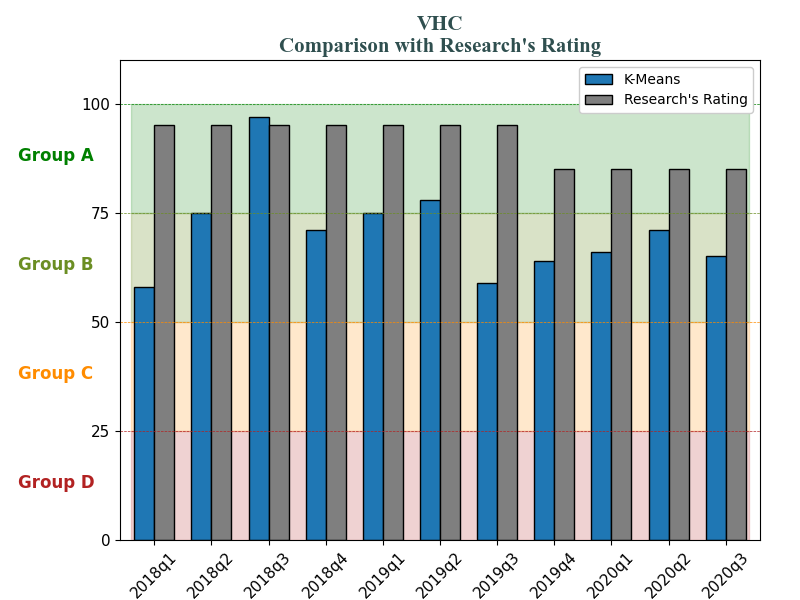 VHC
Comparison with Research's Rating
K-Means
Research's Rating
100
Group A
75
Group B
50
Group C
25
Group D
0
2018q1
2018q2
2018q3
2018q4
2019q1
2019q2
2019q3
2019q4
2020q1
2020q2
2020q3